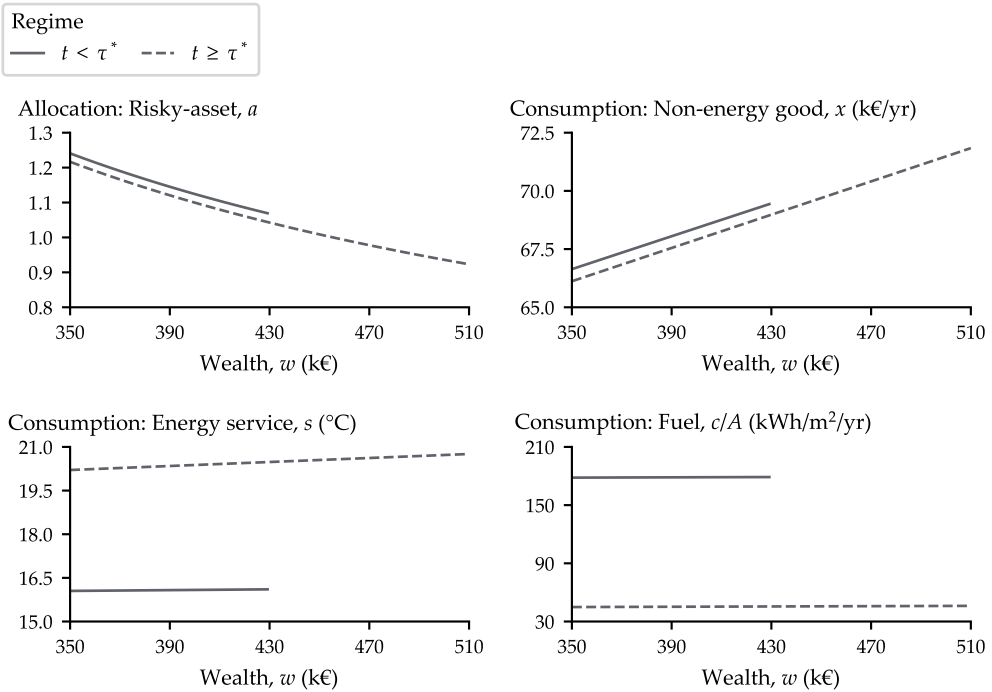 Regime
t < τ* t ≥ τ*
Allocation: Risky-asset, a
1.3
1.2
1.1
1.0
0.9
0.8
350 390 430 470 510
Wealth, w (k€)
Consumption: Non-energy good, x (k€/yr)
72.5
70.0
67.5
65.0
350 390 430 470 510
Wealth, w (k€)
Consumption: Energy service, s (°C)
21.0
19.5
18.0
16.5
15.0
350 390 430 470 510
Wealth, w (k€)
Consumption: Fuel, c/A (kWh/m²/yr)
210
150
90
30
350 390 430 470 510
Wealth, w (k€)